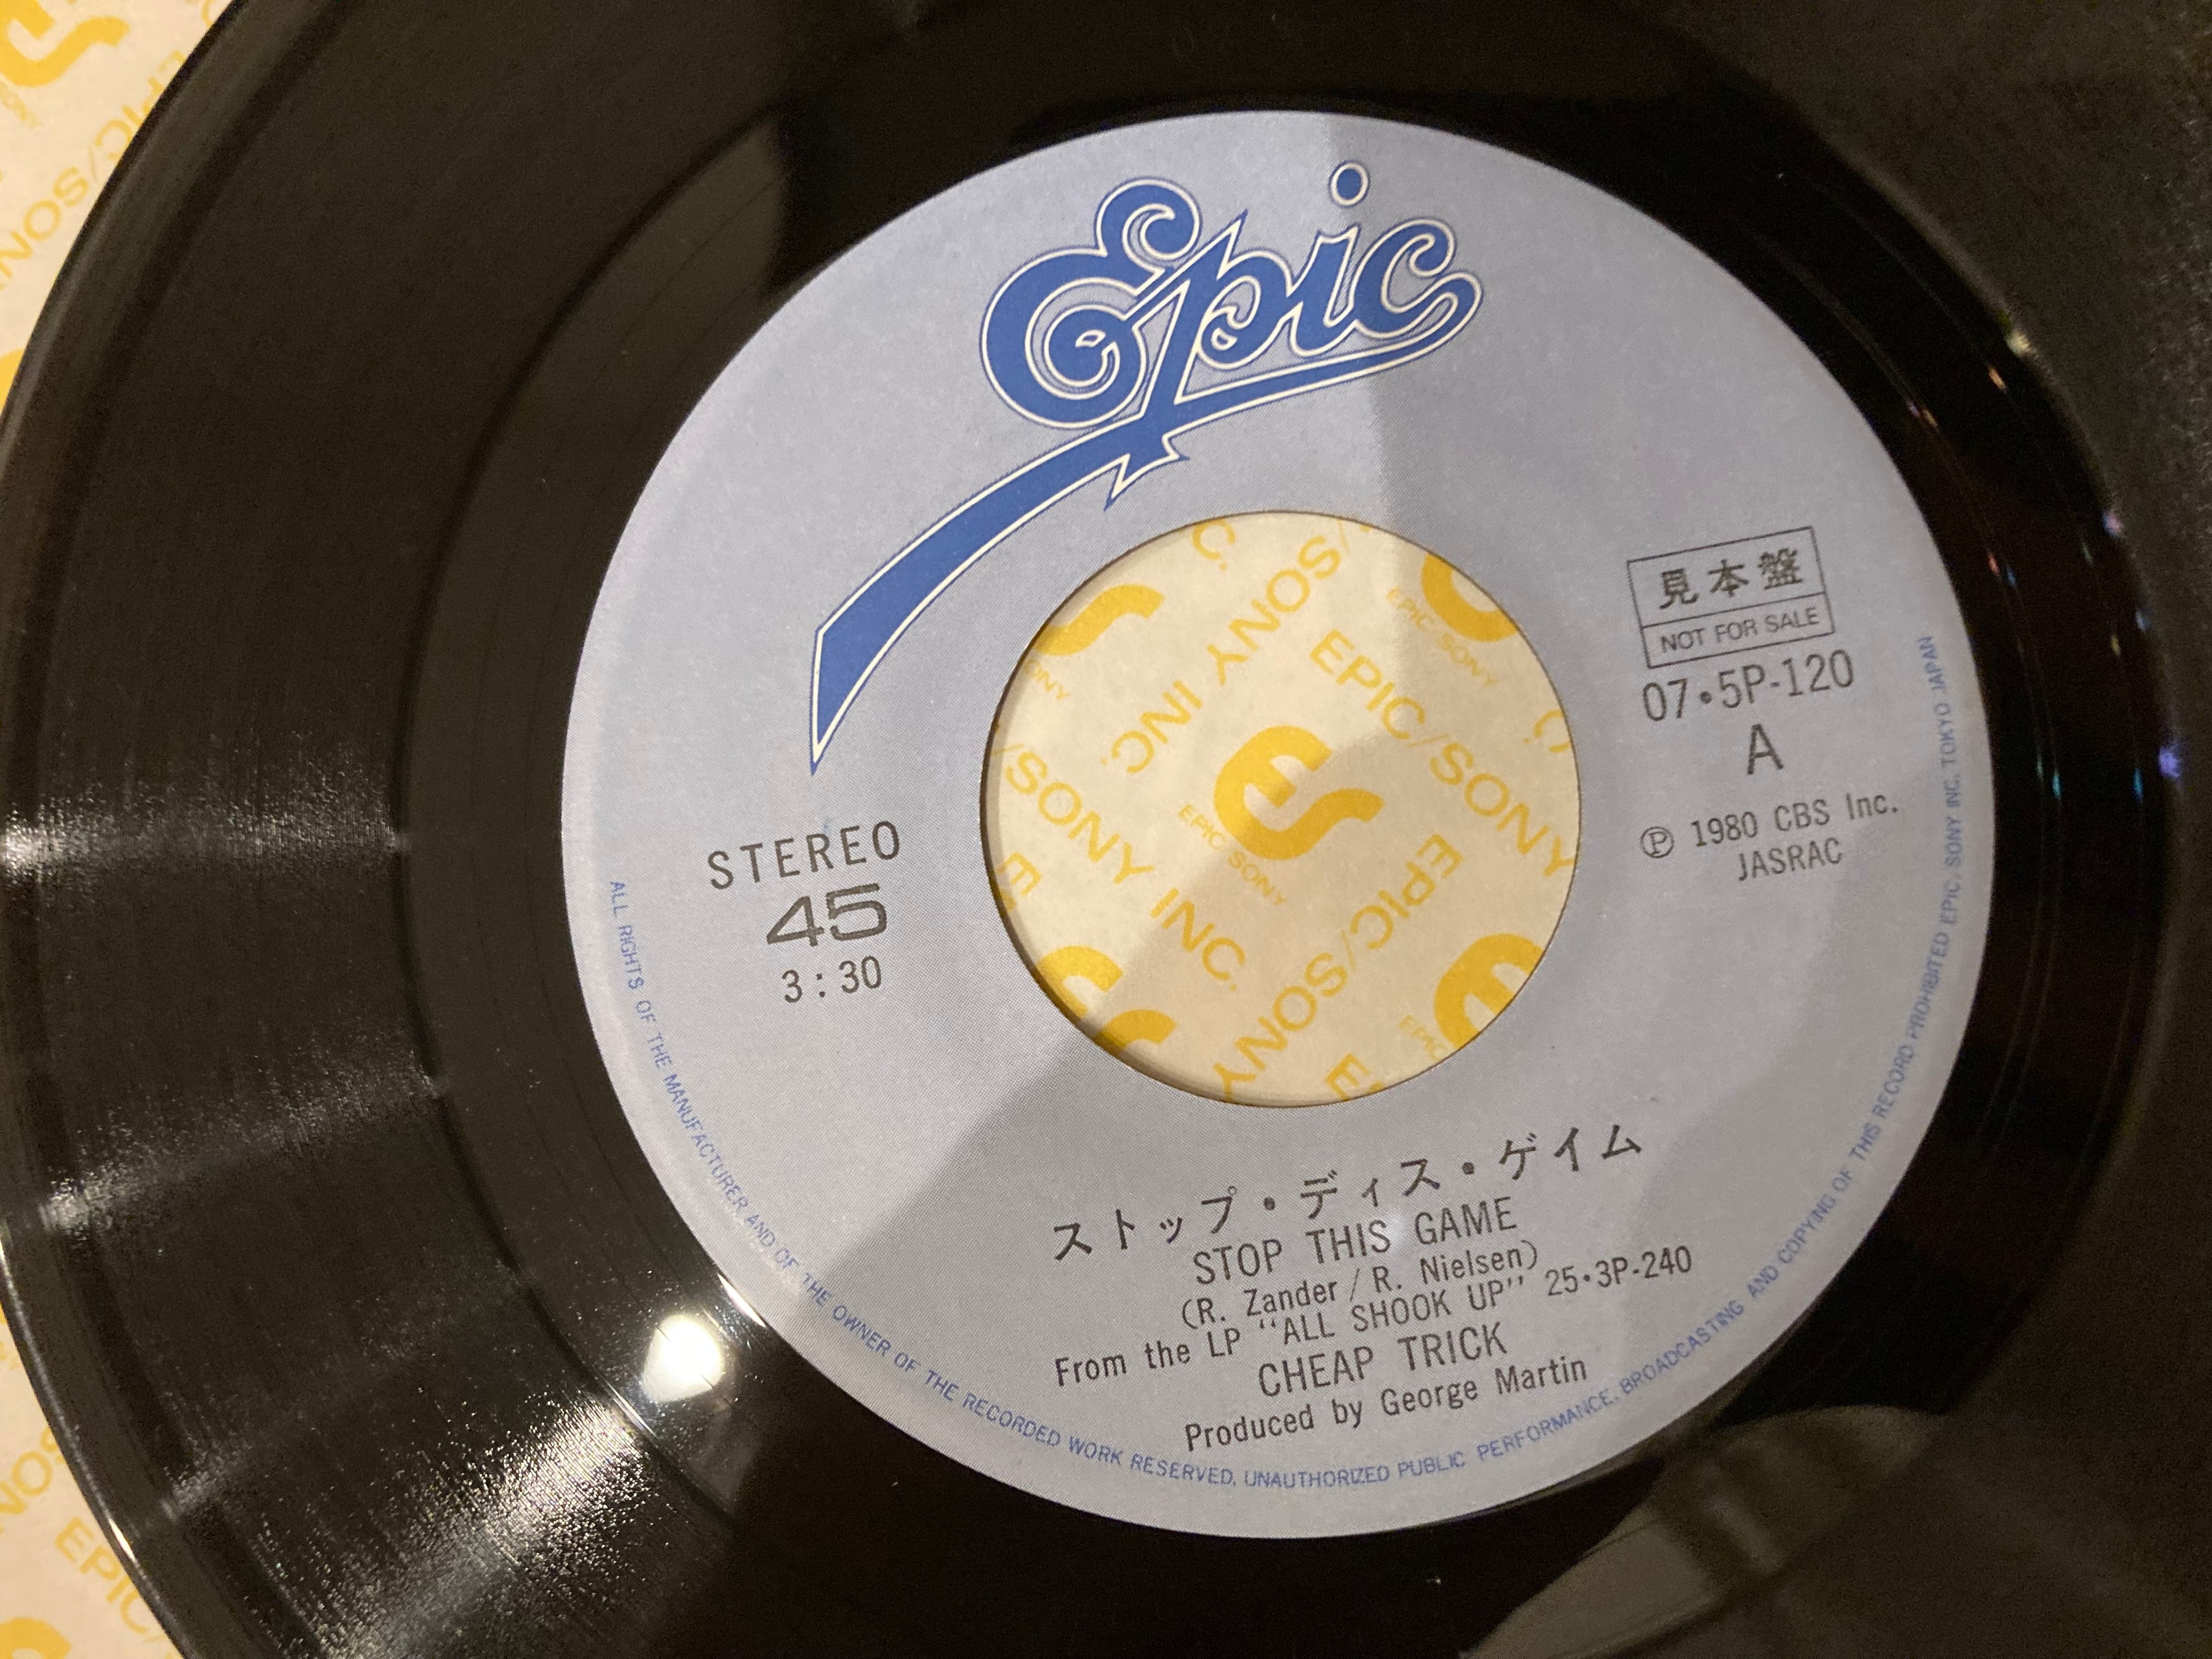 Epic
見本盤
NOT FOR SALE
07・5P-120
A
Ⓟ 1980 CBS Inc.
JASRAC
STEREO
45
3:30
EPIC/SONY INC.
EPIC SONY
ストップ・ディス・ゲイム
STOP THIS GAME
(R. Zander / R. Nielsen)
From the LP "ALL SHOOK UP" 25・3P-240
CHEAP TRICK
Produced by George Martin
ALL RIGHTS OF THE MANUFACTURER AND OF THE OWNER OF THE RECORDED WORK RESERVED. UNAUTHORIZED PUBLIC PERFORMANCE, BROADCASTING AND COPYING OF THIS RECORD PROHIBITED EPIC/SONY INC. TOKYO JAPAN